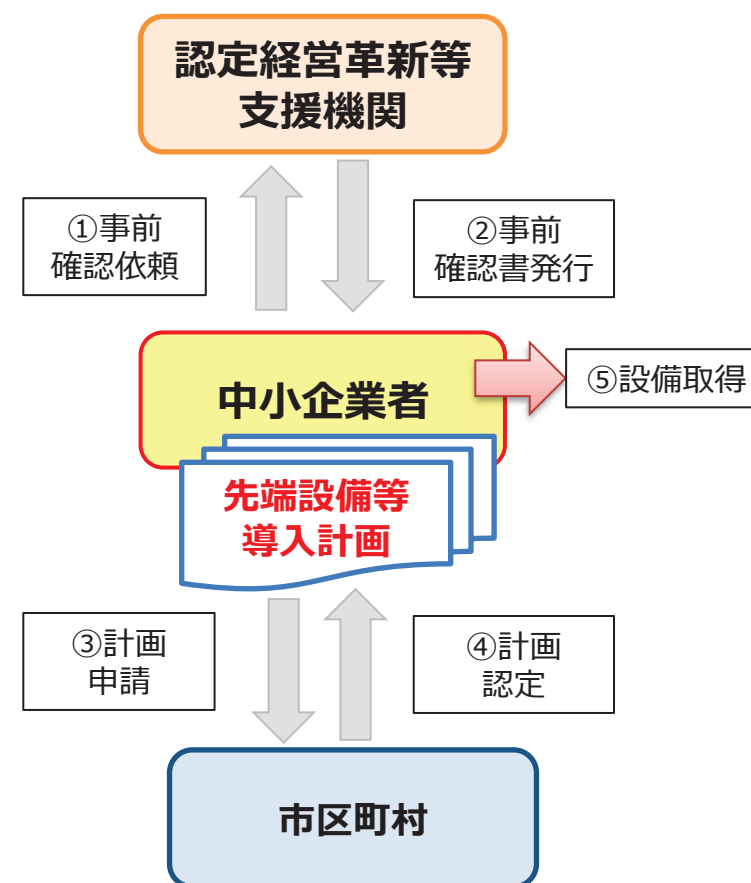 認定経営革新等
支援機関
①事前
確認依頼
②事前
確認書発行
中小企業者
⑤設備取得
先端設備等
導入計画
③計画
申請
④計画
認定
市区町村